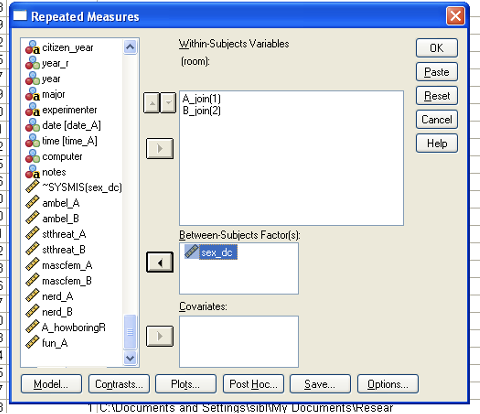 Repeated Measures
citizen_year
year_r
year
major
experimenter
date [date_A]
time [time_A]
computer
notes
~SYSMIS(sex_dc)
ambel_A
ambel_B
stthreat_A
stthreat_B
mascfem_A
mascfem_B
nerd_A
nerd_B
A_howboringR
fun_A
Within-Subjects Variables
(room):
A_join(1)
B_join(2)
Between-Subjects Factor(s):
sex_dc
Covariates:
OK
Paste
Reset
Cancel
Help
Model...
Contrasts...
Plots...
Post Hoc...
Save...
Options...
1 C:\Documents and Settings\sibl\My Documents\Resear